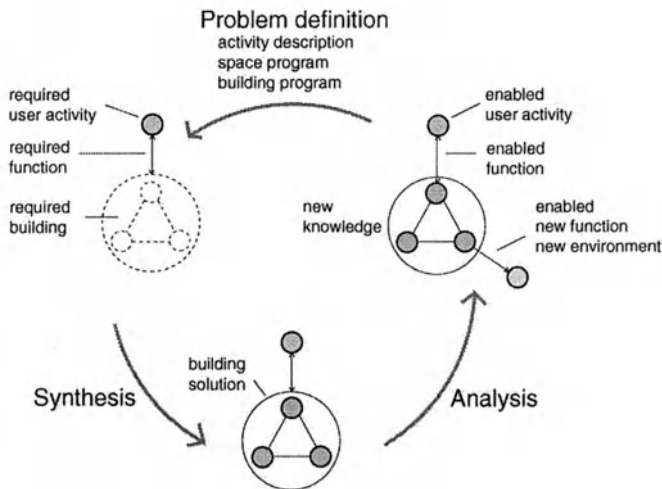 Problem definition
activity description
space program
building program
required
user activity
required
function
required
building
enabled
user activity
enabled
function
new
knowledge
enabled
new function
new environment
building
solution
Synthesis
Analysis